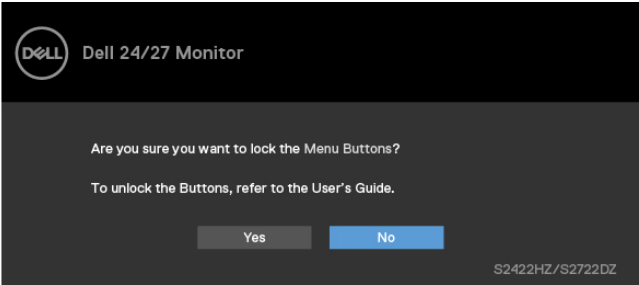 DELL
Dell 24/27 Monitor
Are you sure you want to lock the Menu Buttons?
To unlock the Buttons, refer to the User's Guide.
Yes
No
S2422HZ/S2722DZ